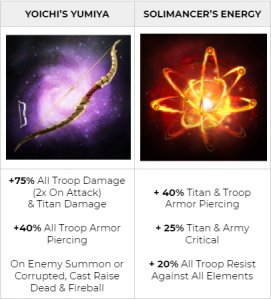 YOICHI'S YUMIYA
SOLIMANCER'S ENERGY
+75% All Troop Damage
(2x On Attack)
& Titan Damage
+40% All Troop Armor
Piercing
On Enemy Summon or
Corrupted, Cast Raise
Dead & Fireball
+ 40% Titan & Troop
Armor Piercing
+ 25% Titan & Army
Critical
+ 20% All Troop Resist
Against All Elements